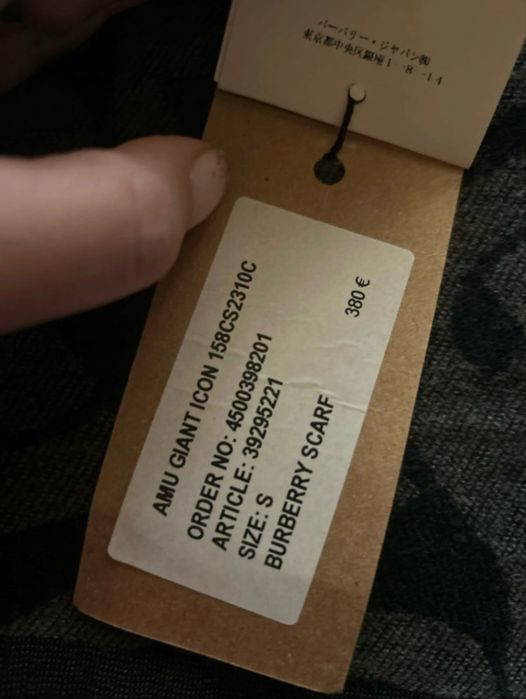 バーバリー・ジャパン㈱
東京都中央区銀座1-8-14
AMU GIANT ICON 158CS2310C
ORDER NO: 4500398201
ARTICLE: 39295221
SIZE: S
BURBERRY SCARF
380 €